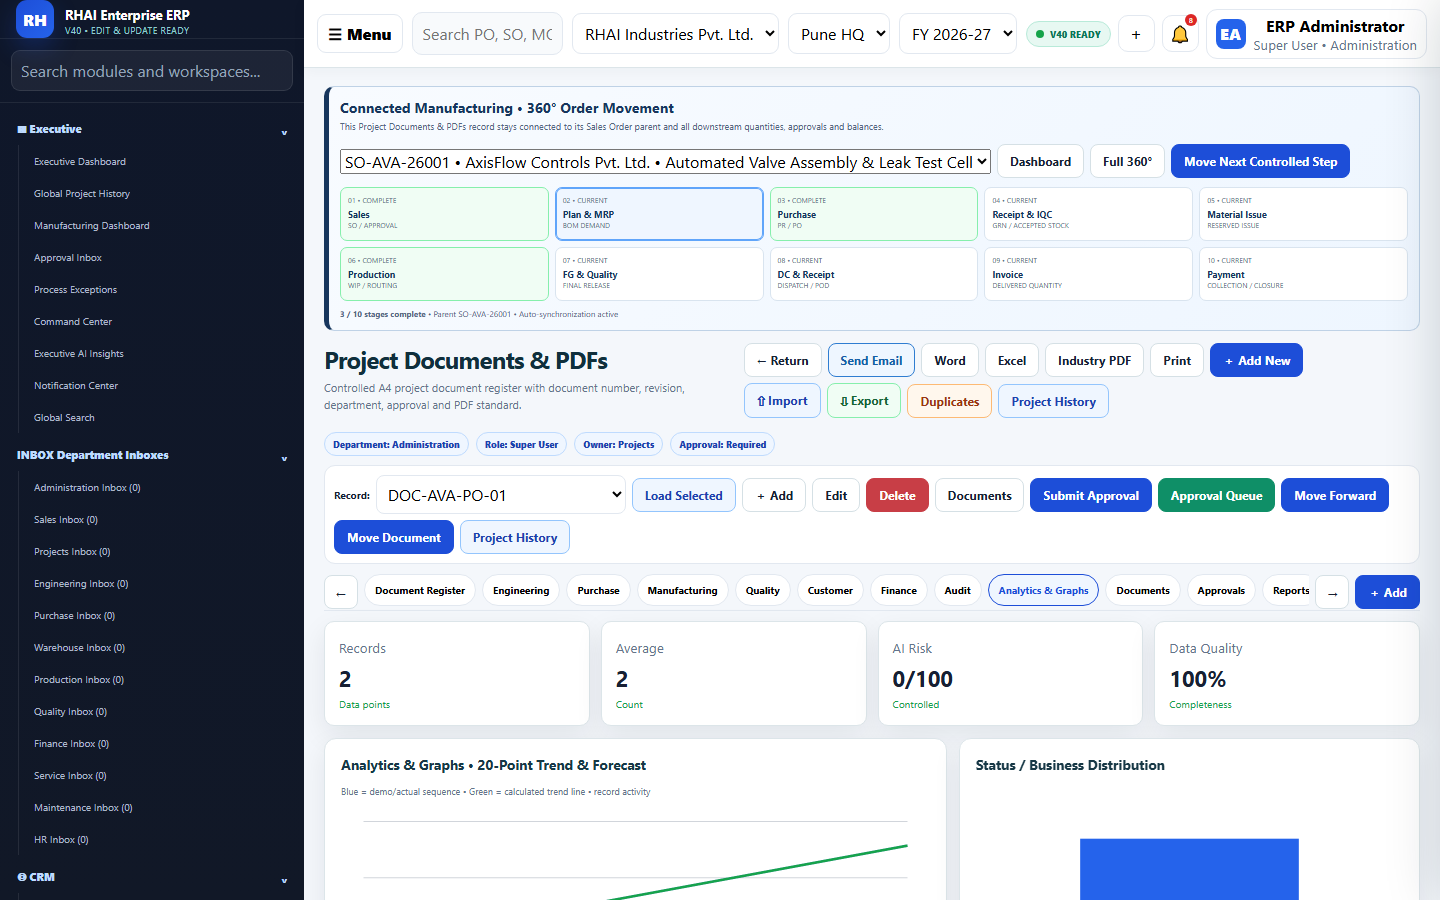 RH
RHAI Enterprise ERP
V40 • EDIT & UPDATE READY
Search modules and workspaces...
Executive
Executive Dashboard
Global Project History
Manufacturing Dashboard
Approval Inbox
Process Exceptions
Command Center
Executive AI Insights
Notification Center
Global Search
INBOX Department Inboxes
Administration Inbox (0)
Sales Inbox (0)
Projects Inbox (0)
Engineering Inbox (0)
Purchase Inbox (0)
Warehouse Inbox (0)
Production Inbox (0)
Quality Inbox (0)
Finance Inbox (0)
Service Inbox (0)
Maintenance Inbox (0)
HR Inbox (0)
CRM
☰ Menu
Search PO, SO, MO
RHAI Industries Pvt. Ltd.
Pune HQ
FY 2026-27
V40 READY
+
8
EA
ERP Administrator
Super User • Administration
Connected Manufacturing • 360° Order Movement
This Project Documents & PDFs record stays connected to its Sales Order parent and all downstream quantities, approvals and balances.
SO-AVA-26001 • AxisFlow Controls Pvt. Ltd. • Automated Valve Assembly & Leak Test Cell
Dashboard
Full 360°
Move Next Controlled Step
01 • COMPLETE
Sales
SO / APPROVAL
02 • CURRENT
Plan & MRP
BOM DEMAND
03 • COMPLETE
Purchase
PR / PO
04 • CURRENT
Receipt & IQC
GRN / ACCEPTED STOCK
05 • CURRENT
Material Issue
RESERVED ISSUE
06 • COMPLETE
Production
WIP / ROUTING
07 • CURRENT
FG & Quality
FINAL RELEASE
08 • CURRENT
DC & Receipt
DISPATCH / POD
09 • CURRENT
Invoice
DELIVERED QUANTITY
10 • CURRENT
Payment
COLLECTION / CLOSURE
3 / 10 stages complete • Parent SO-AVA-26001 • Auto-synchronization active
Project Documents & PDFs
Controlled A4 project document register with document number, revision,
department, approval and PDF standard.
← Return
Send Email
Word
Excel
Industry PDF
Print
+ Add New
⇧ Import
⇩ Export
Duplicates
Project History
Department: Administration
Role: Super User
Owner: Projects
Approval: Required
Record:
DOC-AVA-PO-01
Load Selected
+ Add
Edit
Delete
Documents
Submit Approval
Approval Queue
Move Forward
Move Document
Project History
←
Document Register
Engineering
Purchase
Manufacturing
Quality
Customer
Finance
Audit
Analytics & Graphs
Documents
Approvals
Reports
→
+ Add
Records
2
Data points
Average
2
Count
AI Risk
0/100
Controlled
Data Quality
100%
Completeness
Analytics & Graphs • 20-Point Trend & Forecast
Blue = demo/actual sequence • Green = calculated trend line • record activity
Status / Business Distribution